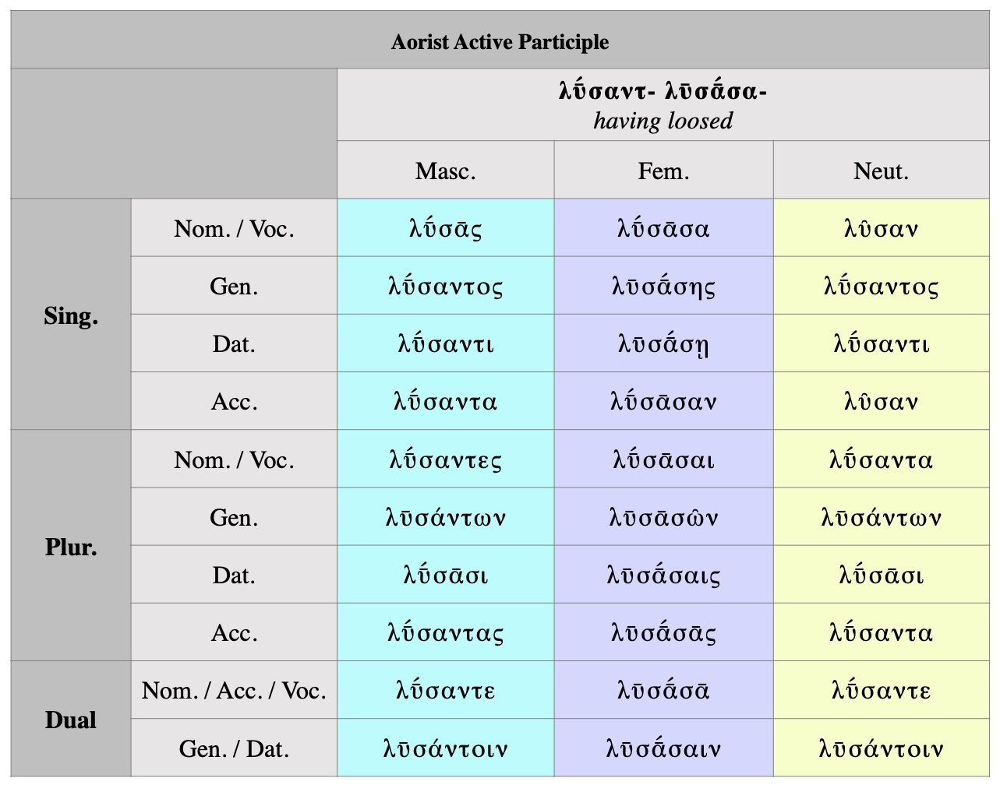 Aorist Active Participle
λῡ́σαντ- λῡσᾱ́σα-
having loosed
Masc. Fem. Neut.
Sing.
Nom. / Voc. λῡ́σᾱς λῡ́σᾱσα λῦσαν
Gen. λῡ́σαντος λῡσᾱ́σης λῡ́σαντος
Dat. λῡ́σαντι λῡσᾱ́σῃ λῡ́σαντι
Acc. λῡ́σαντα λῡ́σᾱσαν λῦσαν
Plur.
Nom. / Voc. λῡ́σαντες λῡ́σᾱσαι λῡ́σαντα
Gen. λῡσάντων λῡσᾱσῶν λῡσάντων
Dat. λῡ́σᾱσι λῡσᾱ́σαις λῡ́σᾱσι
Acc. λῡ́σαντας λῡσᾱ́σᾱς λῡ́σαντα
Dual
Nom. / Acc. / Voc. λῡ́σαντε λῡσᾱ́σᾱ λῡ́σαντε
Gen. / Dat. λῡσάντοιν λῡσᾱ́σαιν λῡσάντοιν